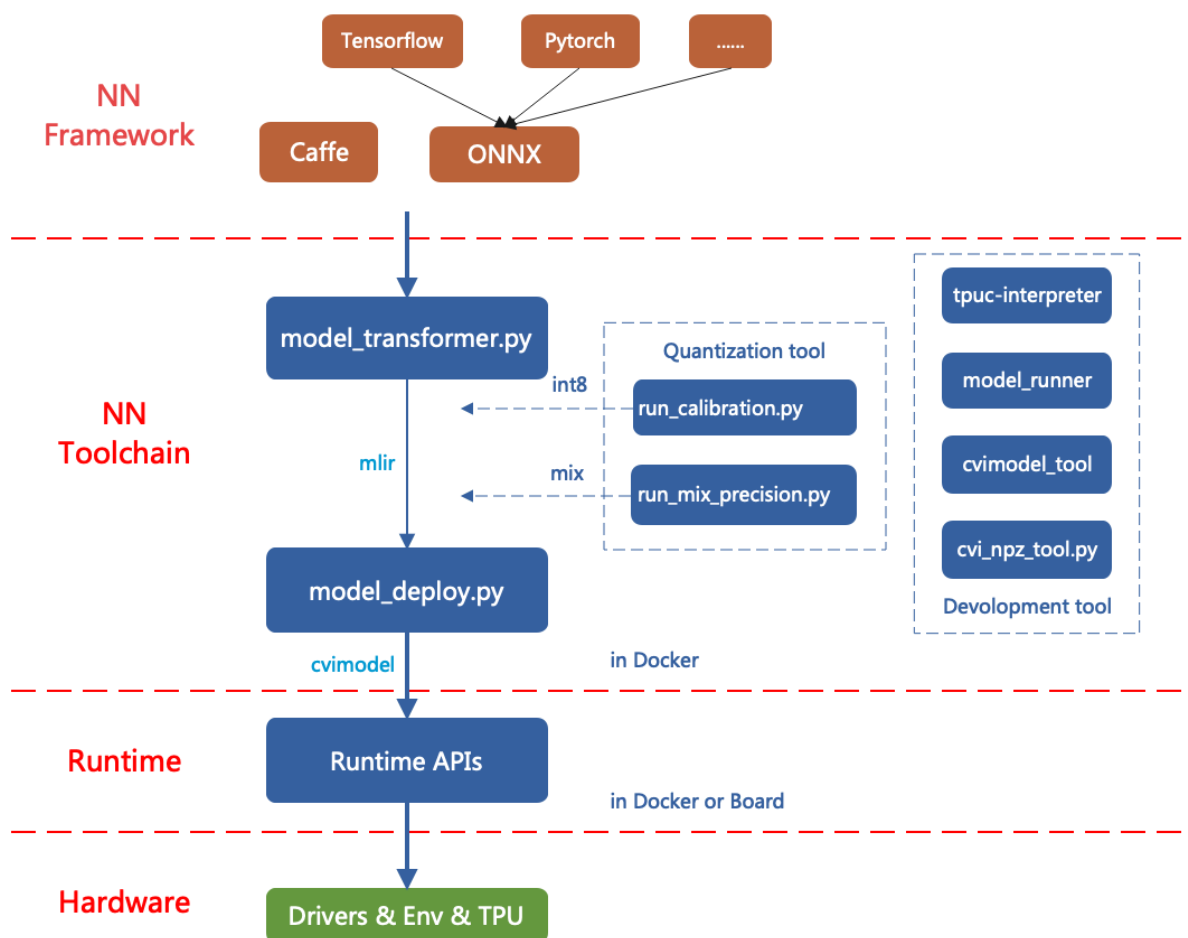 Tensorflow
Pytorch
......
NN
Framework
Caffe
ONNX
tpuc-interpreter
model_transformer.py
Quantization tool
model_runner
int8
run_calibration.py
NN
Toolchain
mlir
cvimodel_tool
mix
run_mix_precision.py
cvi_npz_tool.py
model_deploy.py
Devolopment tool
cvimodel
in Docker
Runtime
Runtime APIs
in Docker or Board
Hardware
Drivers & Env & TPU